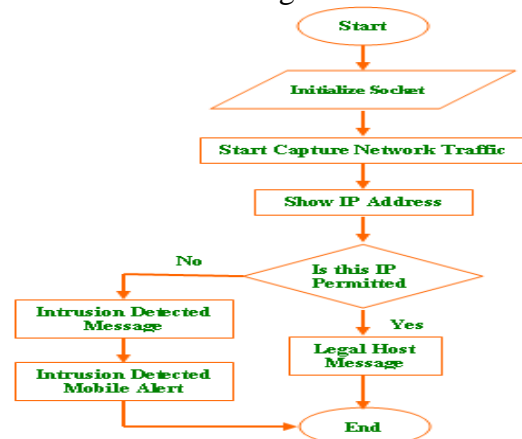 Start
Initialize Socket
Start Capture Network Traffic
Show IP Address
Is this IP
Permitted
No
Intrusion Detected
Message
Intrusion Detected
Mobile Alert
Yes
Legal Host
Message
End